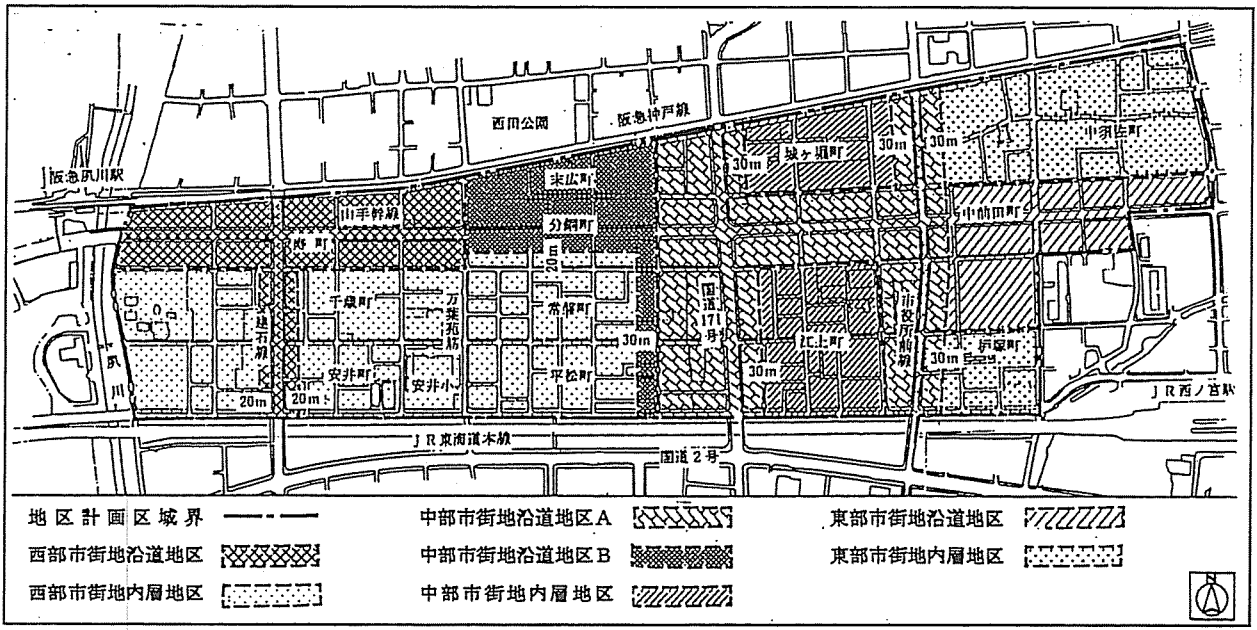 西田公園
阪急神戸線
中須佐町
城ヶ堀町
30m
30m
30m
阪急夙川駅
末広町
山手幹線
分銅町
中前田町
20m
千歳町
万葉苑筋
常磐町
国道171号
市役所前線
建石線
30m
江上町
30m
安井町
安井小
平松町
30m
夙川
20m
20m
JR西ノ宮駅
JR東海道本線
国道2号
地区計画区域界
中部市街地沿道地区A
東部市街地沿道地区
西部市街地沿道地区
中部市街地沿道地区B
東部市街地内層地区
西部市街地内層地区
中部市街地内層地区
N